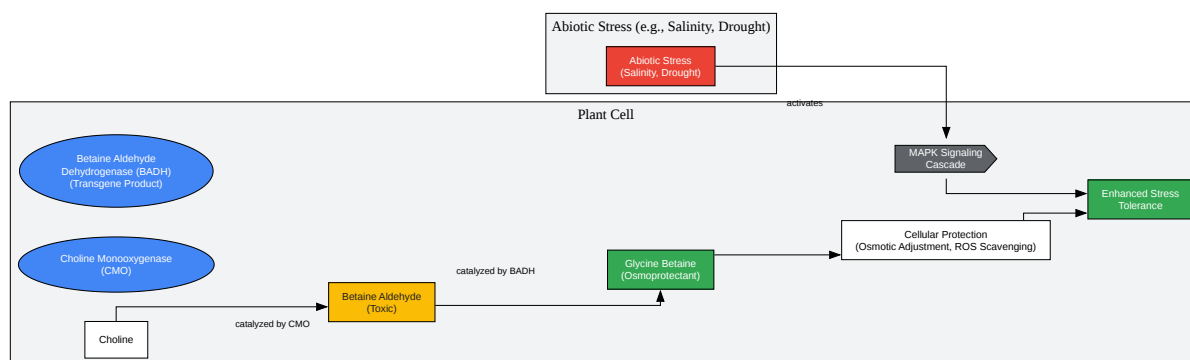 Abiotic Stress (e.g., Salinity, Drought)
Abiotic Stress
(Salinity, Drought)
activates
Plant Cell
Betaine Aldehyde
Dehydrogenase (BADH)
(Transgene Product)
MAPK Signaling
Cascade
Enhanced Stress
Tolerance
Cellular Protection
(Osmotic Adjustment, ROS Scavenging)
Choline Monooxygenase
(CMO)
Glycine Betaine
(Osmoprotectant)
catalyzed by BADH
Betaine Aldehyde
(Toxic)
catalyzed by CMO
Choline